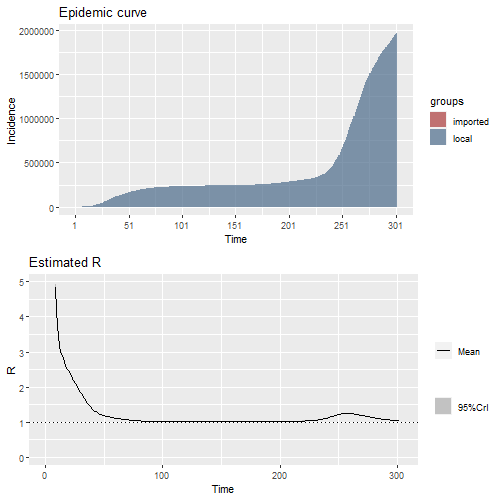 Epidemic curve
2000000
1500000
1000000
500000
0
Incidence
1 51 101 151 201 251 301
Time
groups
imported
local
Estimated R
5
4
3
2
1
0
R
0 100 200 300
Time
Mean
95%CrI